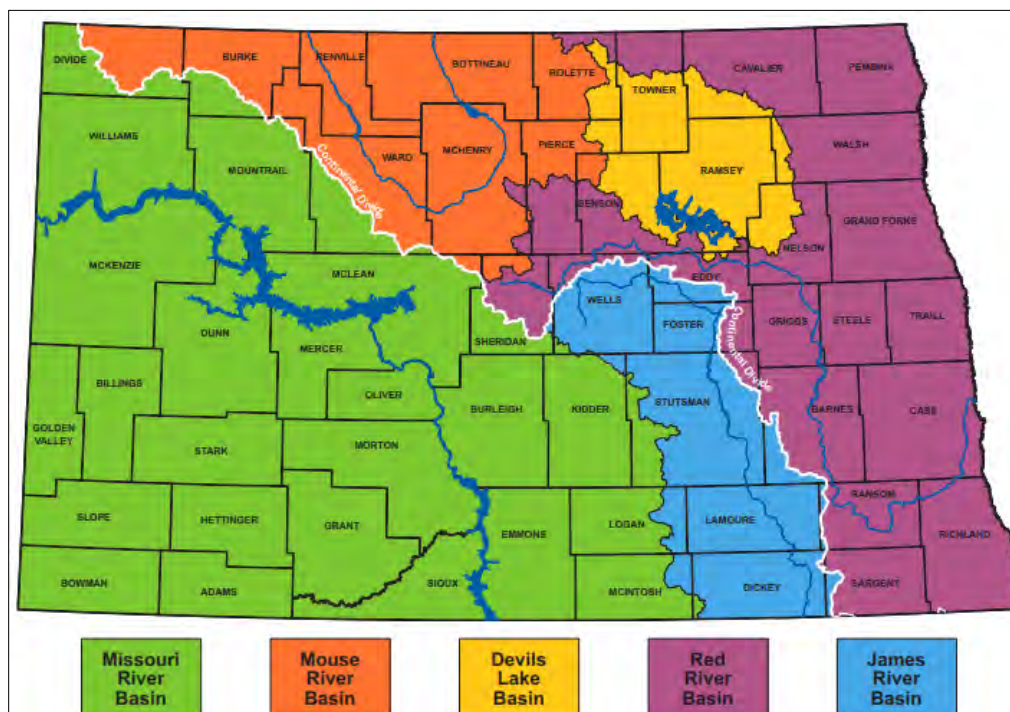 DIVIDE
BURKE
RENVILLE
BOTTINEAU
ROLETTE
TOWNER
CAVALIER
PEMBINA
WILLIAMS
MOUNTRAIL
WARD
MCHENRY
PIERCE
RAMSEY
WALSH
Continental Divide
BENSON
GRAND FORKS
NELSON
MCKENZIE
MCLEAN
EDDY
DUNN
WELLS
MERCER
SHERIDAN
FOSTER
GRIGGS
STEELE
TRAILL
Continental Divide
BILLINGS
OLIVER
BURLEIGH
KIDDER
STUTSMAN
BARNES
CASS
GOLDEN
VALLEY
STARK
MORTON
RANSOM
SLOPE
HETTINGER
GRANT
EMMONS
LOGAN
LAMOURE
RICHLAND
BOWMAN
ADAMS
SIOUX
MCINTOSH
DICKEY
SARGENT
Missouri
River
Basin
Mouse
River
Basin
Devils
Lake
Basin
Red
River
Basin
James
River
Basin